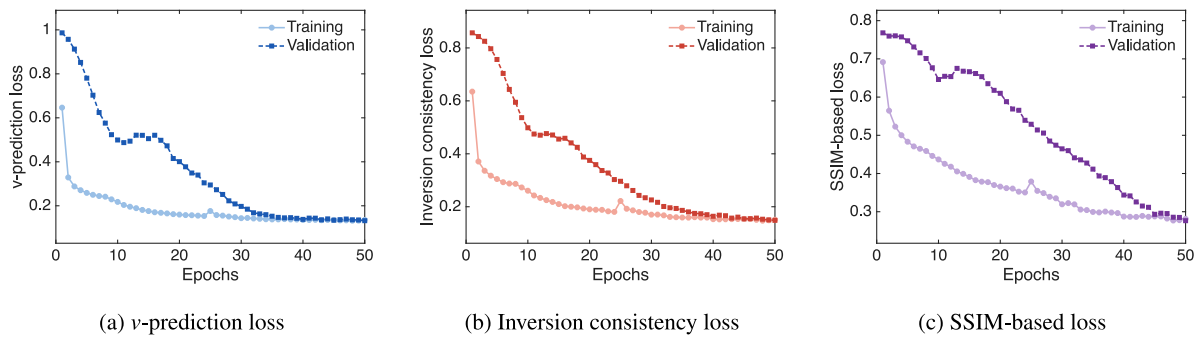 1
0.8
0.6
0.4
0.2
0 10 20 30 40 50
v-prediction loss
Epochs
Training
Validation
(a) v-prediction loss
0.8
0.6
0.4
0.2
0 10 20 30 40 50
Inversion consistency loss
Epochs
Training
Validation
(b) Inversion consistency loss
0.8
0.7
0.6
0.5
0.4
0.3
0 10 20 30 40 50
SSIM-based loss
Epochs
Training
Validation
(c) SSIM-based loss